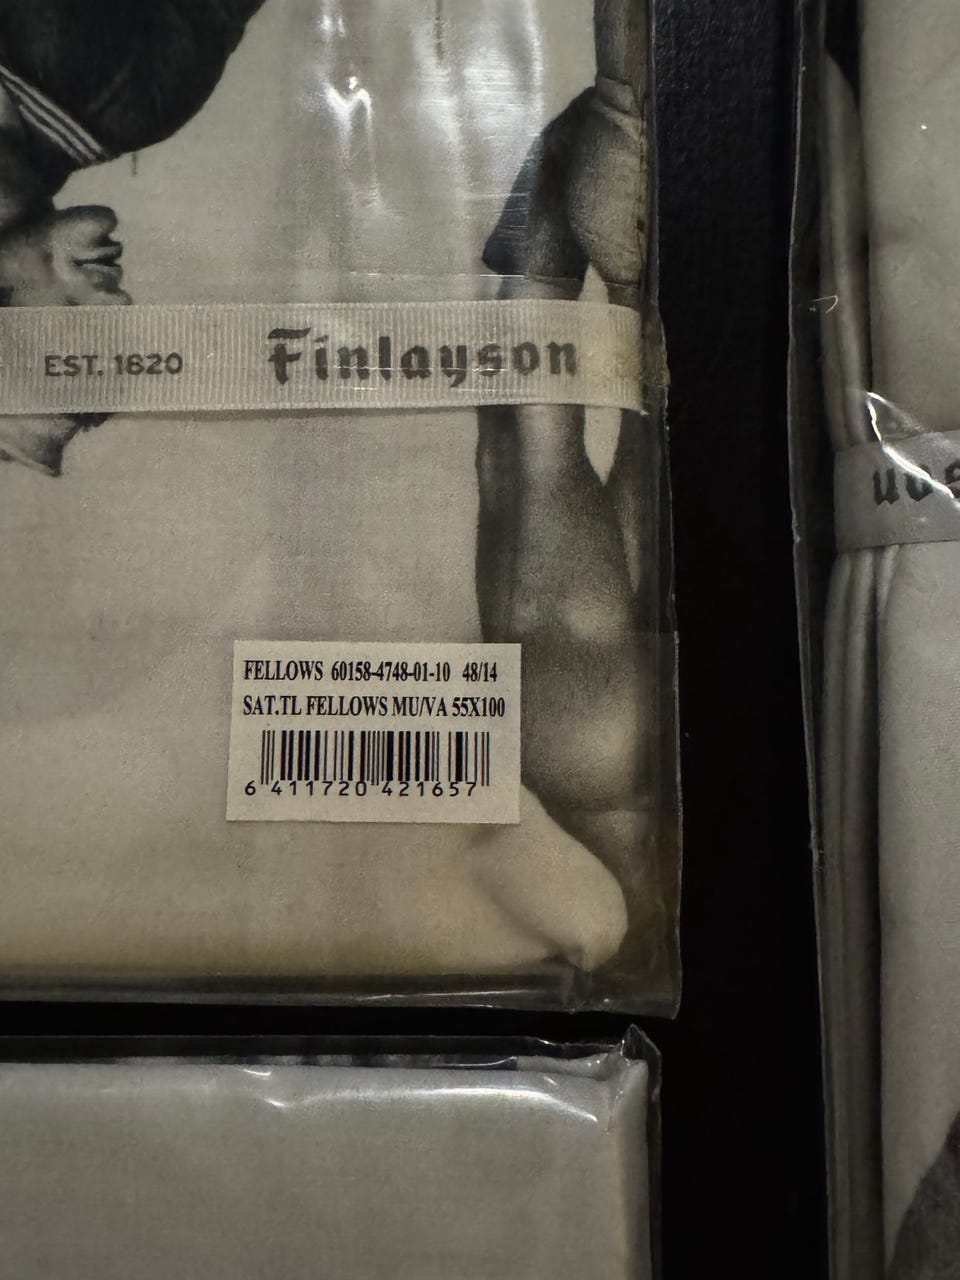 EST. 1820 Finlayson
FELLOWS 60158-4748-01-10 48/14
SAT.TL FELLOWS MU/VA 55X100
6 411720 421657